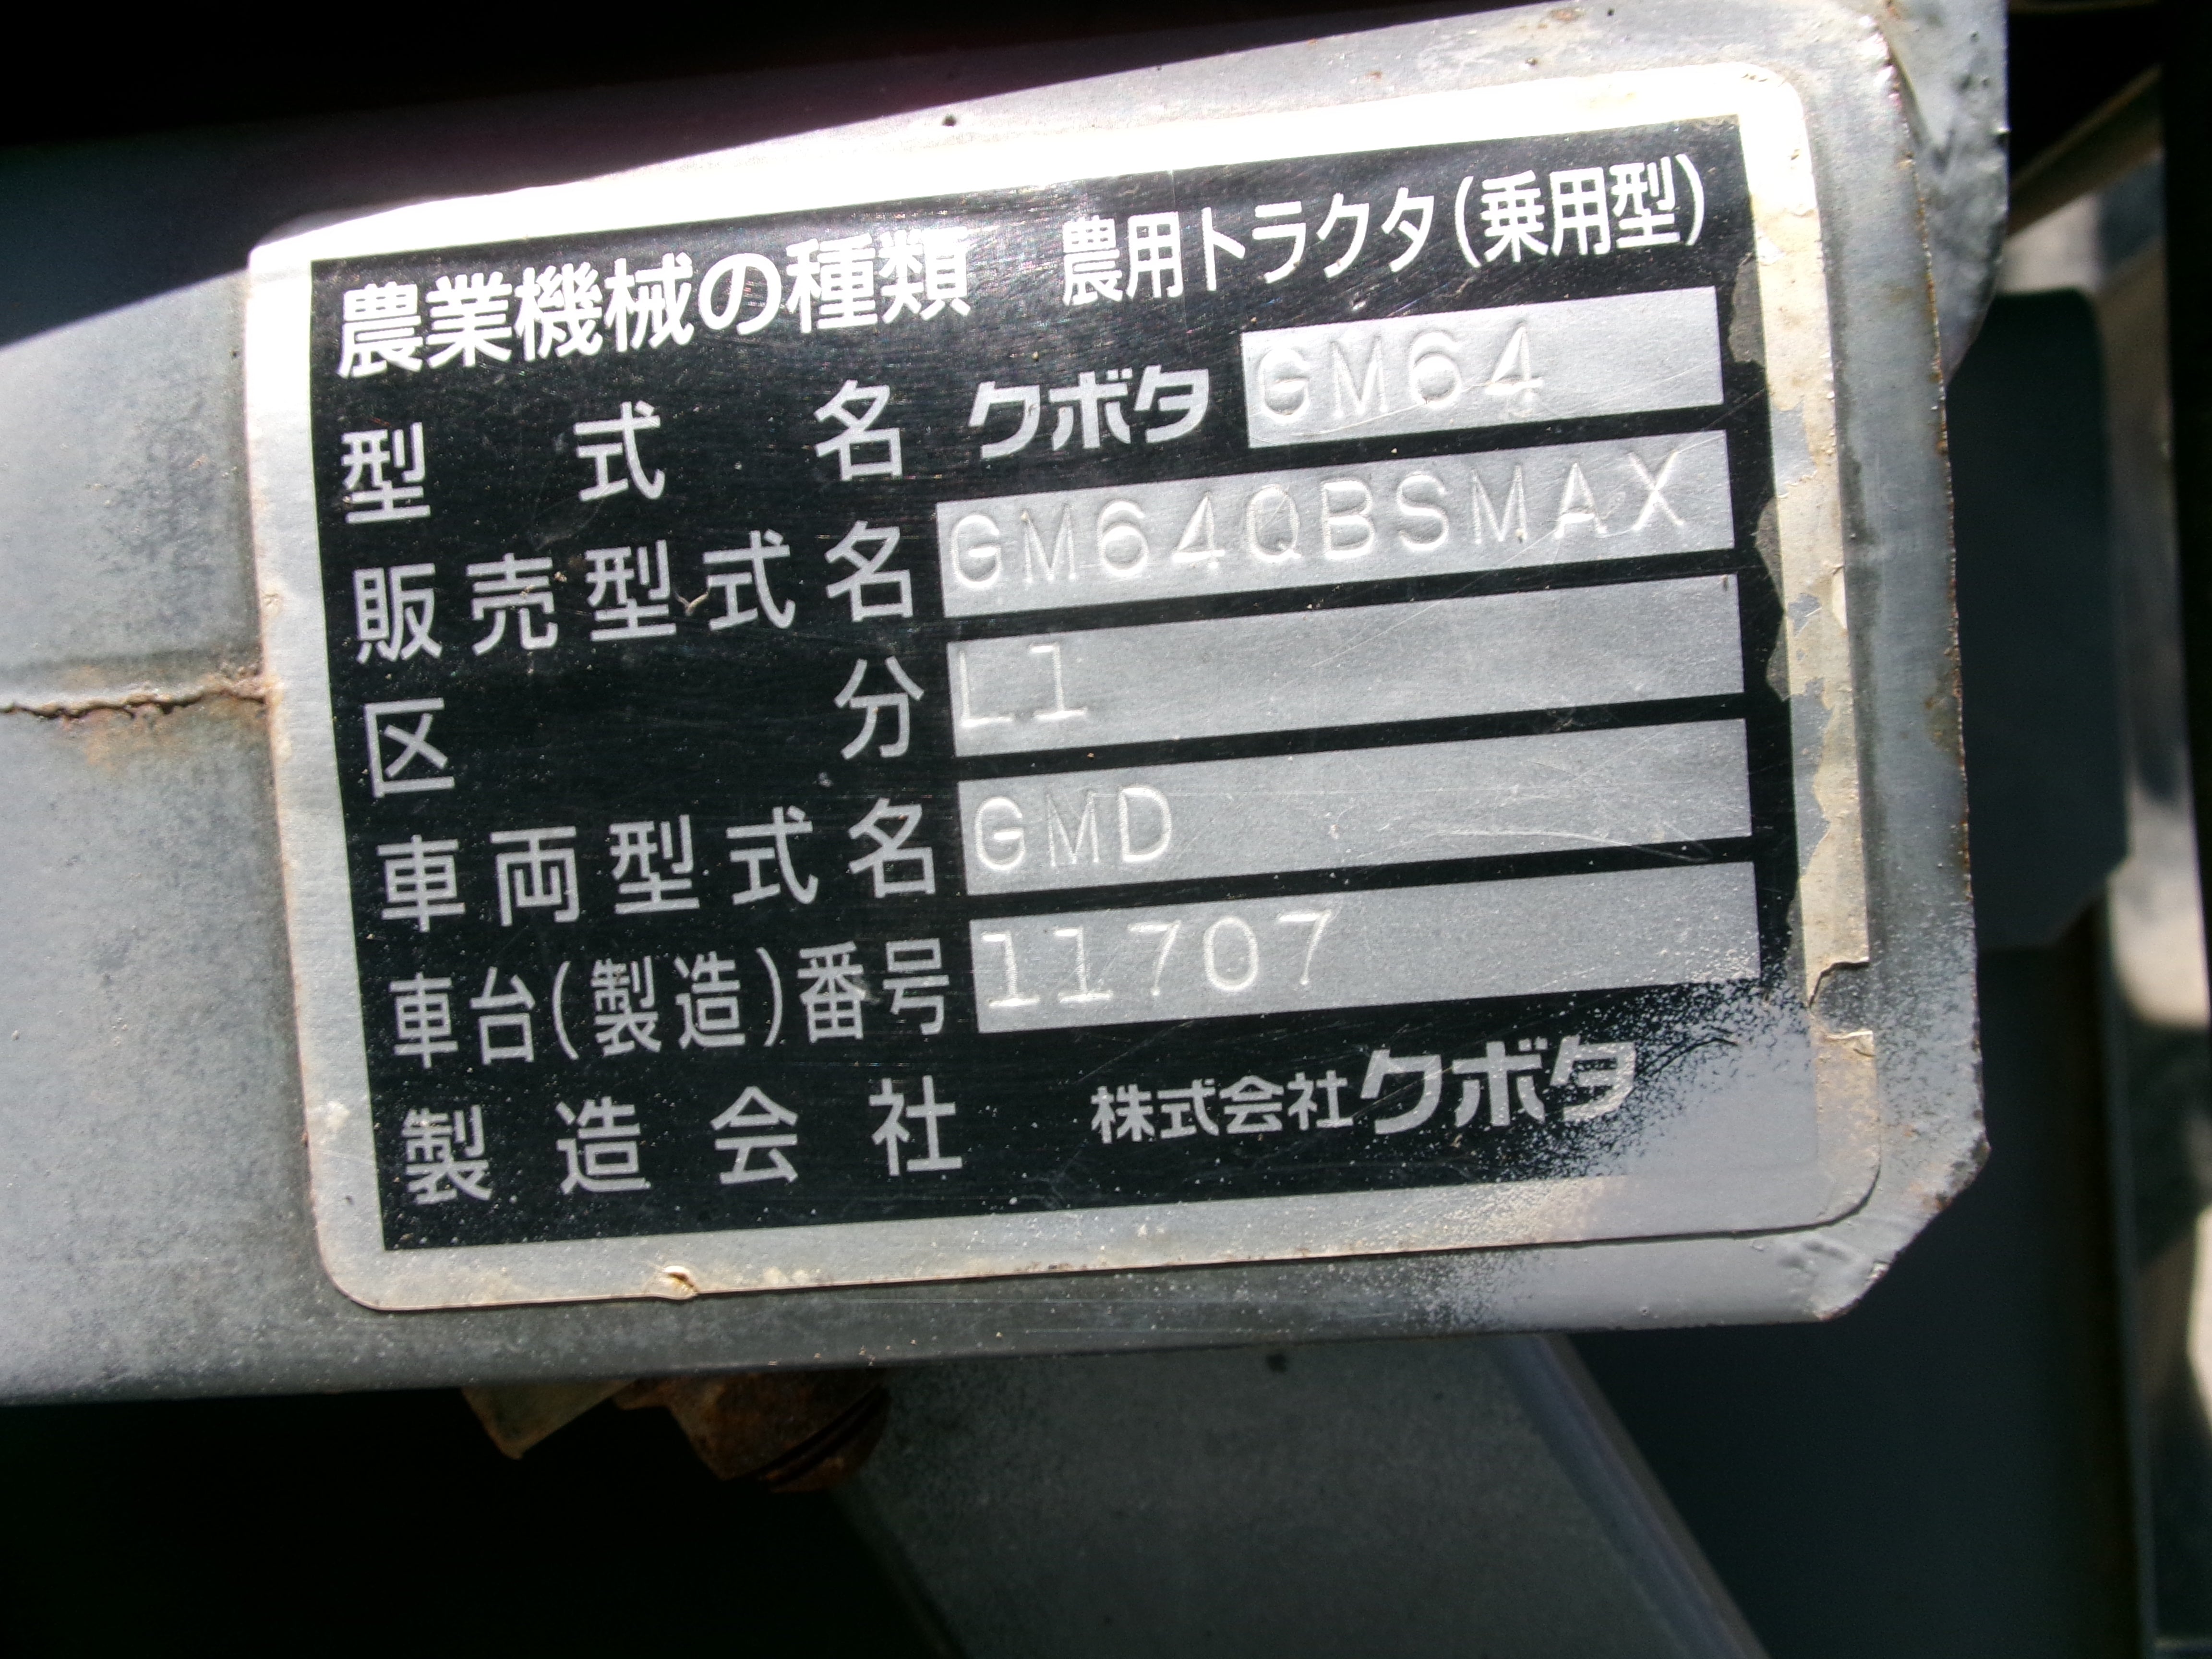 農業機械の種類 農用トラクタ(乗用型)
型式名 クボタ GM64
販売型式名 GM64QBSMAX
区分 L1
車両型式名 GMD
車台(製造)番号 11707
製造会社 株式会社クボタ